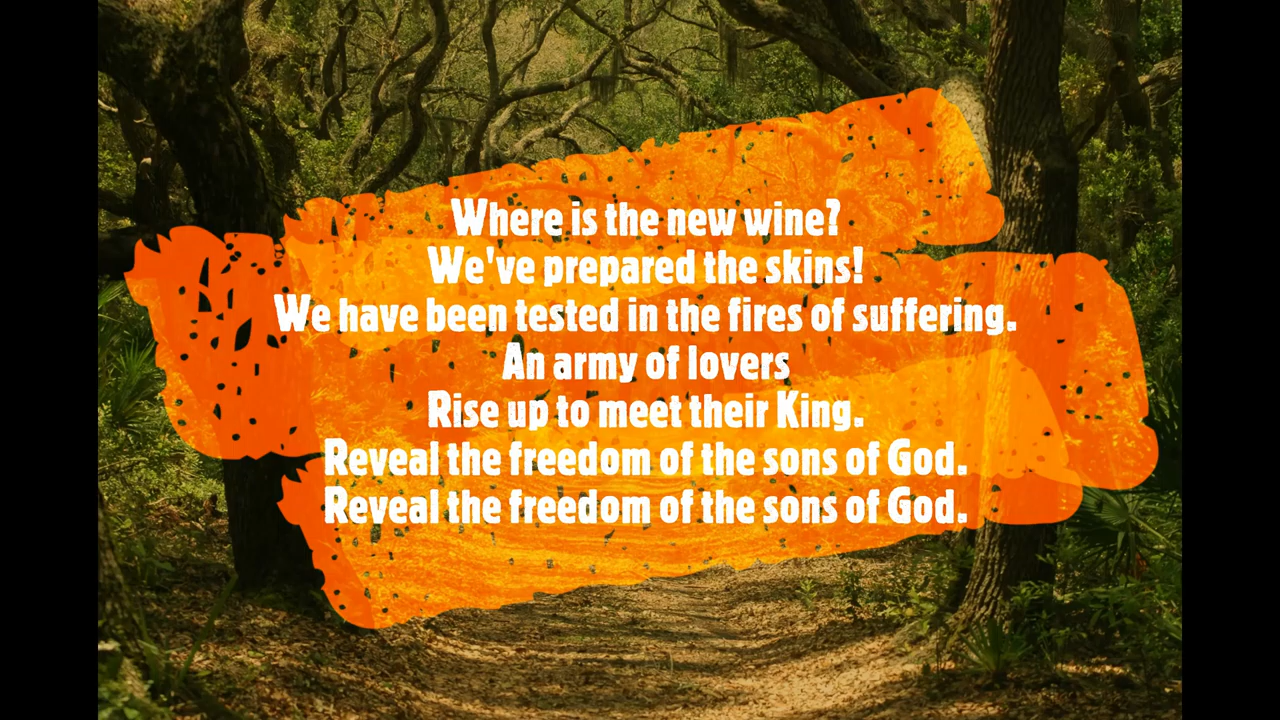 Where is the new wine?
We've prepared the skins!
We have been tested in the fires of suffering.
An army of lovers
Rise up to meet their King.
Reveal the freedom of the sons of God.
Reveal the freedom of the sons of God.